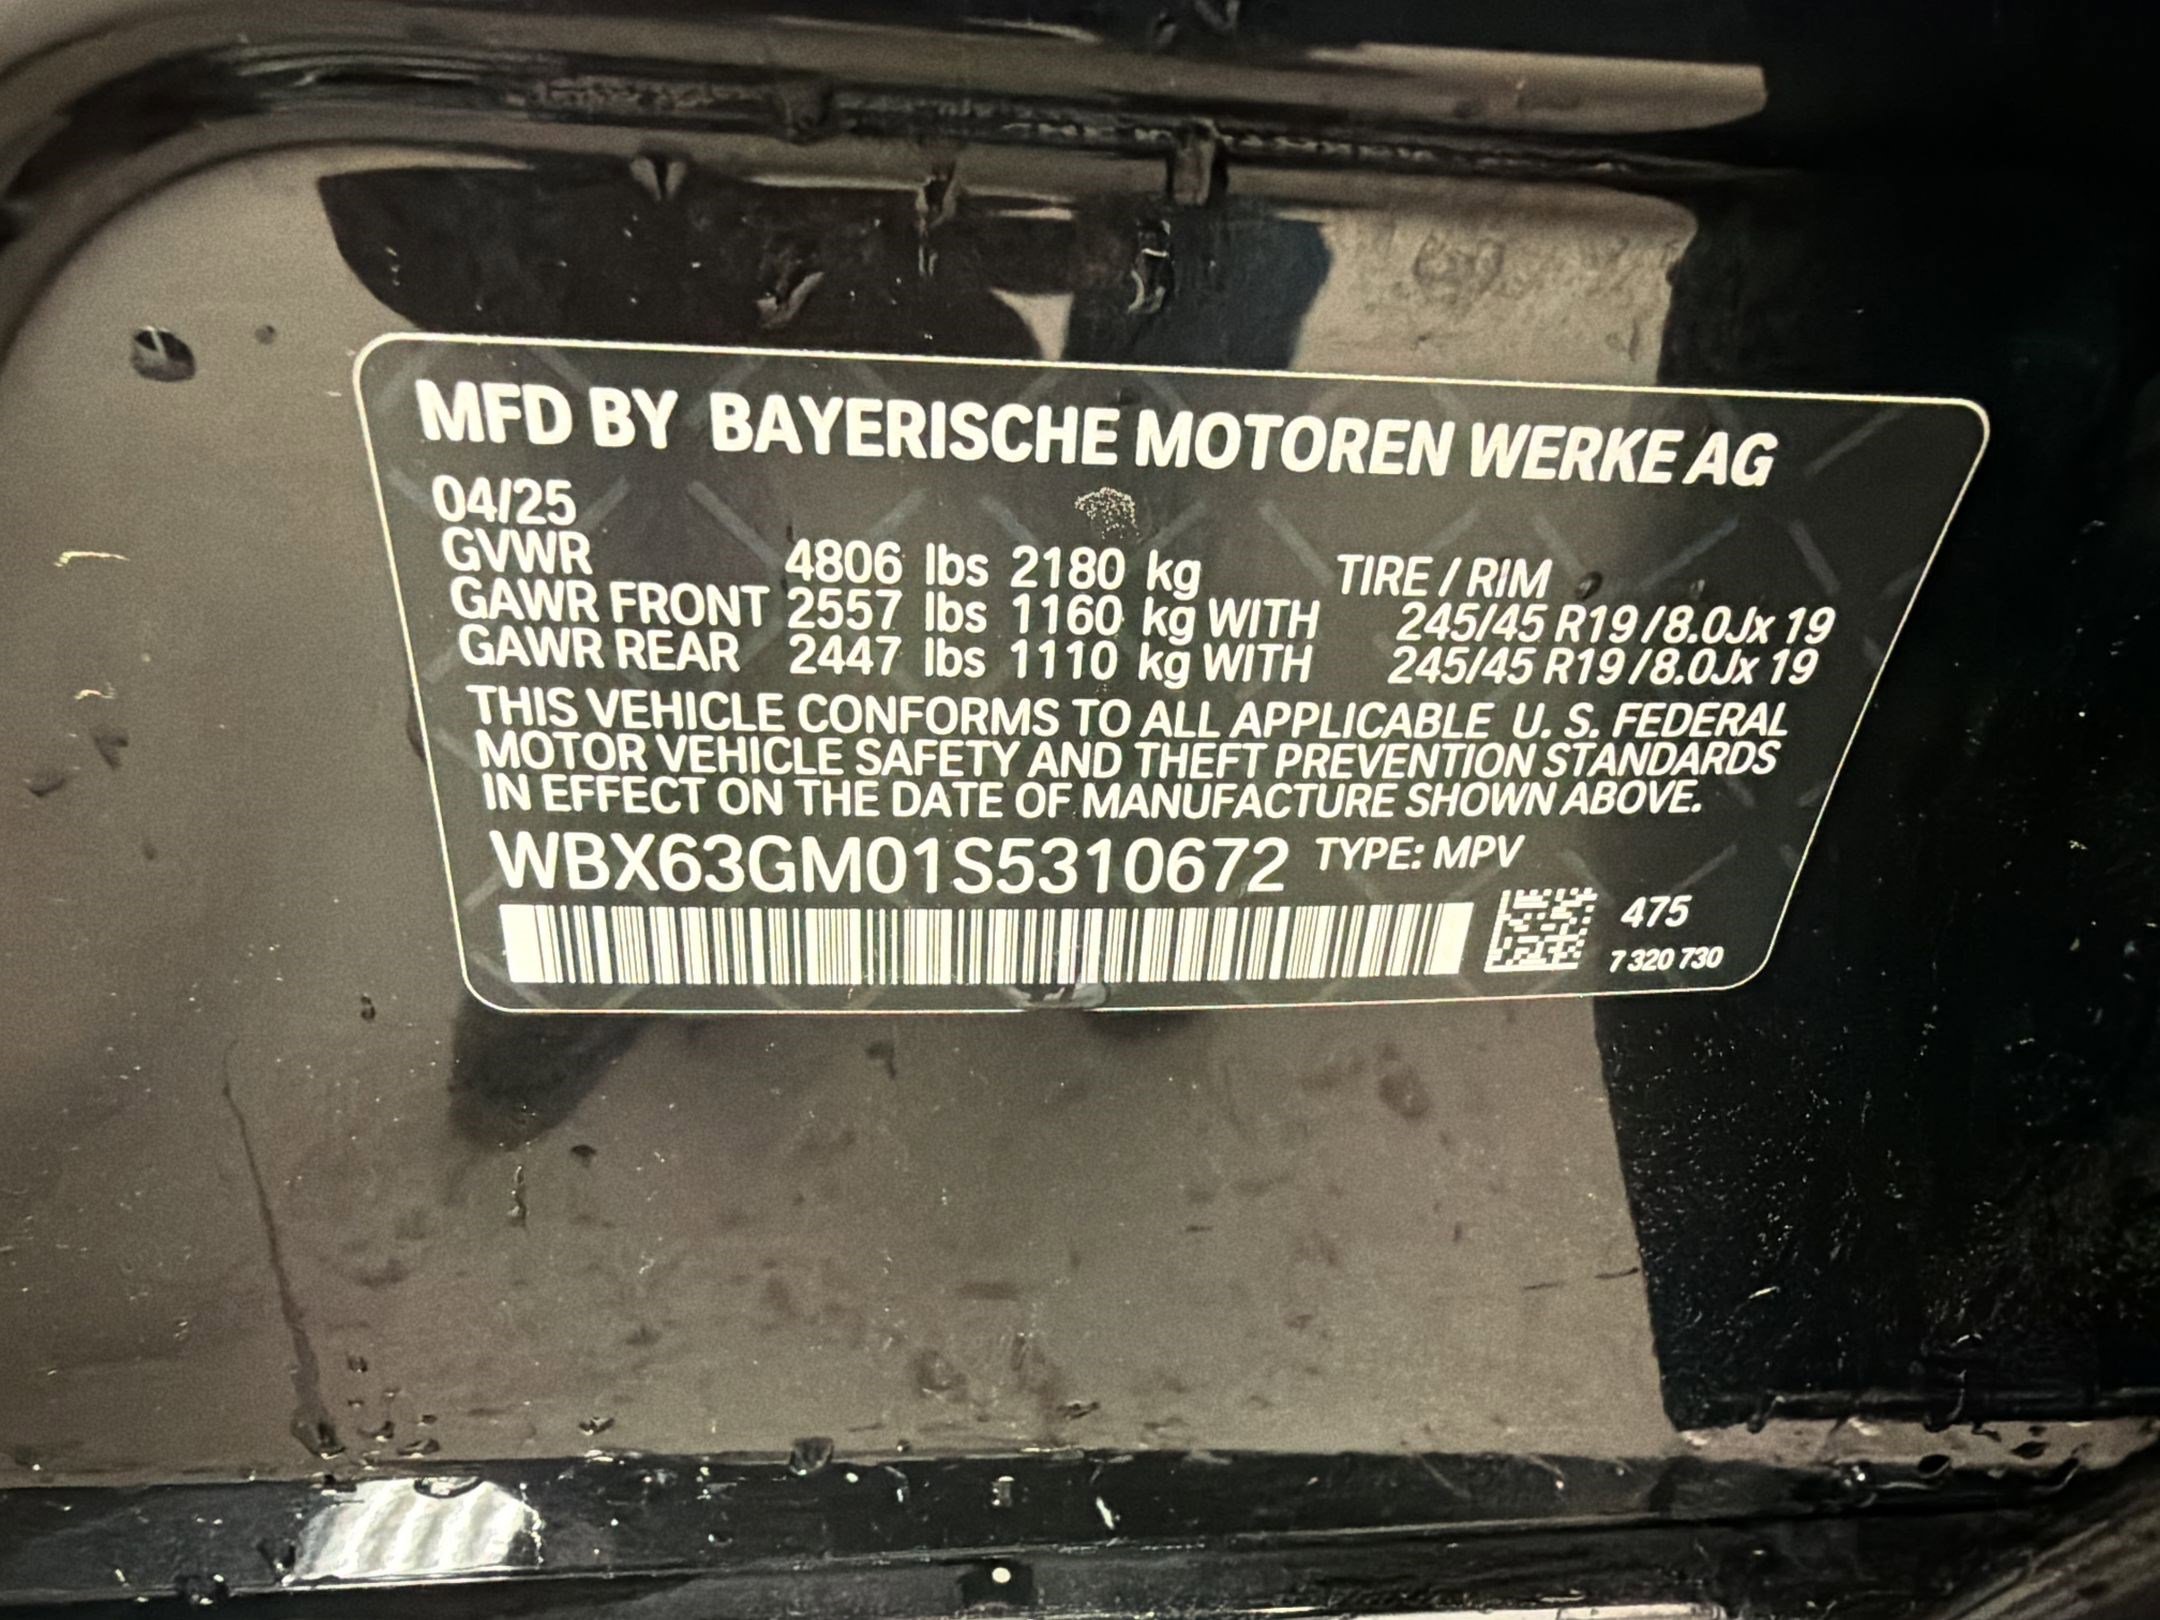 MFD BY BAYERISCHE MOTOREN WERKE AG
04/25
GVWR 4806 lbs 2180 kg TIRE / RIM
GAWR FRONT 2557 lbs 1160 kg WITH 245/45 R19 /8.0Jx 19
GAWR REAR 2447 lbs 1110 kg WITH 245/45 R19 /8.0Jx 19
THIS VEHICLE CONFORMS TO ALL APPLICABLE U. S. FEDERAL
MOTOR VEHICLE SAFETY AND THEFT PREVENTION STANDARDS
IN EFFECT ON THE DATE OF MANUFACTURE SHOWN ABOVE.
WBX63GM01S5310672 TYPE: MPV
475
7 320 730